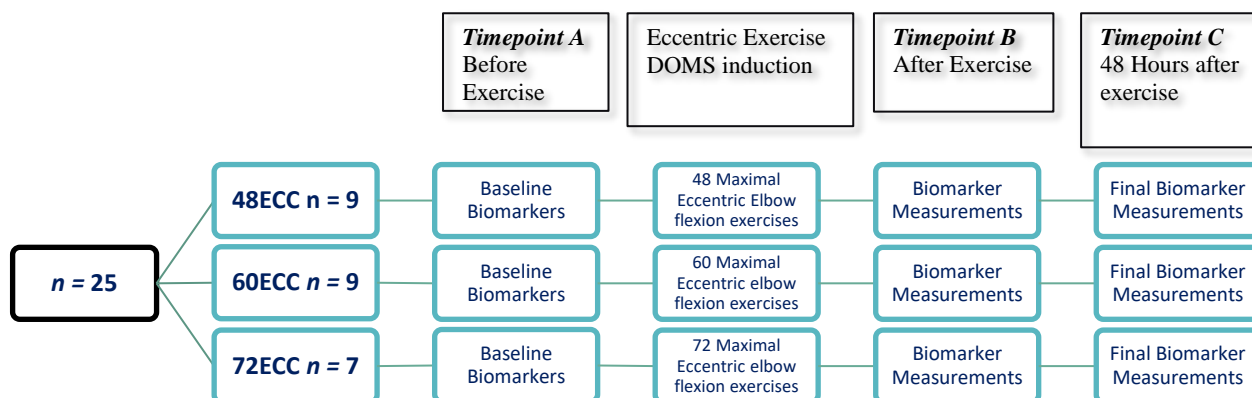 Timepoint A
Before
Exercise
Eccentric Exercise
DOMS induction
Timepoint B
After Exercise
Timepoint C
48 Hours after
exercise
n = 25
48ECC n = 9
Baseline
Biomarkers
48 Maximal
Eccentric Elbow
flexion exercises
Biomarker
Measurements
Final Biomarker
Measurements
60ECC n = 9
Baseline
Biomarkers
60 Maximal
Eccentric elbow
flexion exercises
Biomarker
Measurements
Final Biomarker
Measurements
72ECC n = 7
Baseline
Biomarkers
72 Maximal
Eccentric elbow
flexion exercises
Biomarker
Measurements
Final Biomarker
Measurements